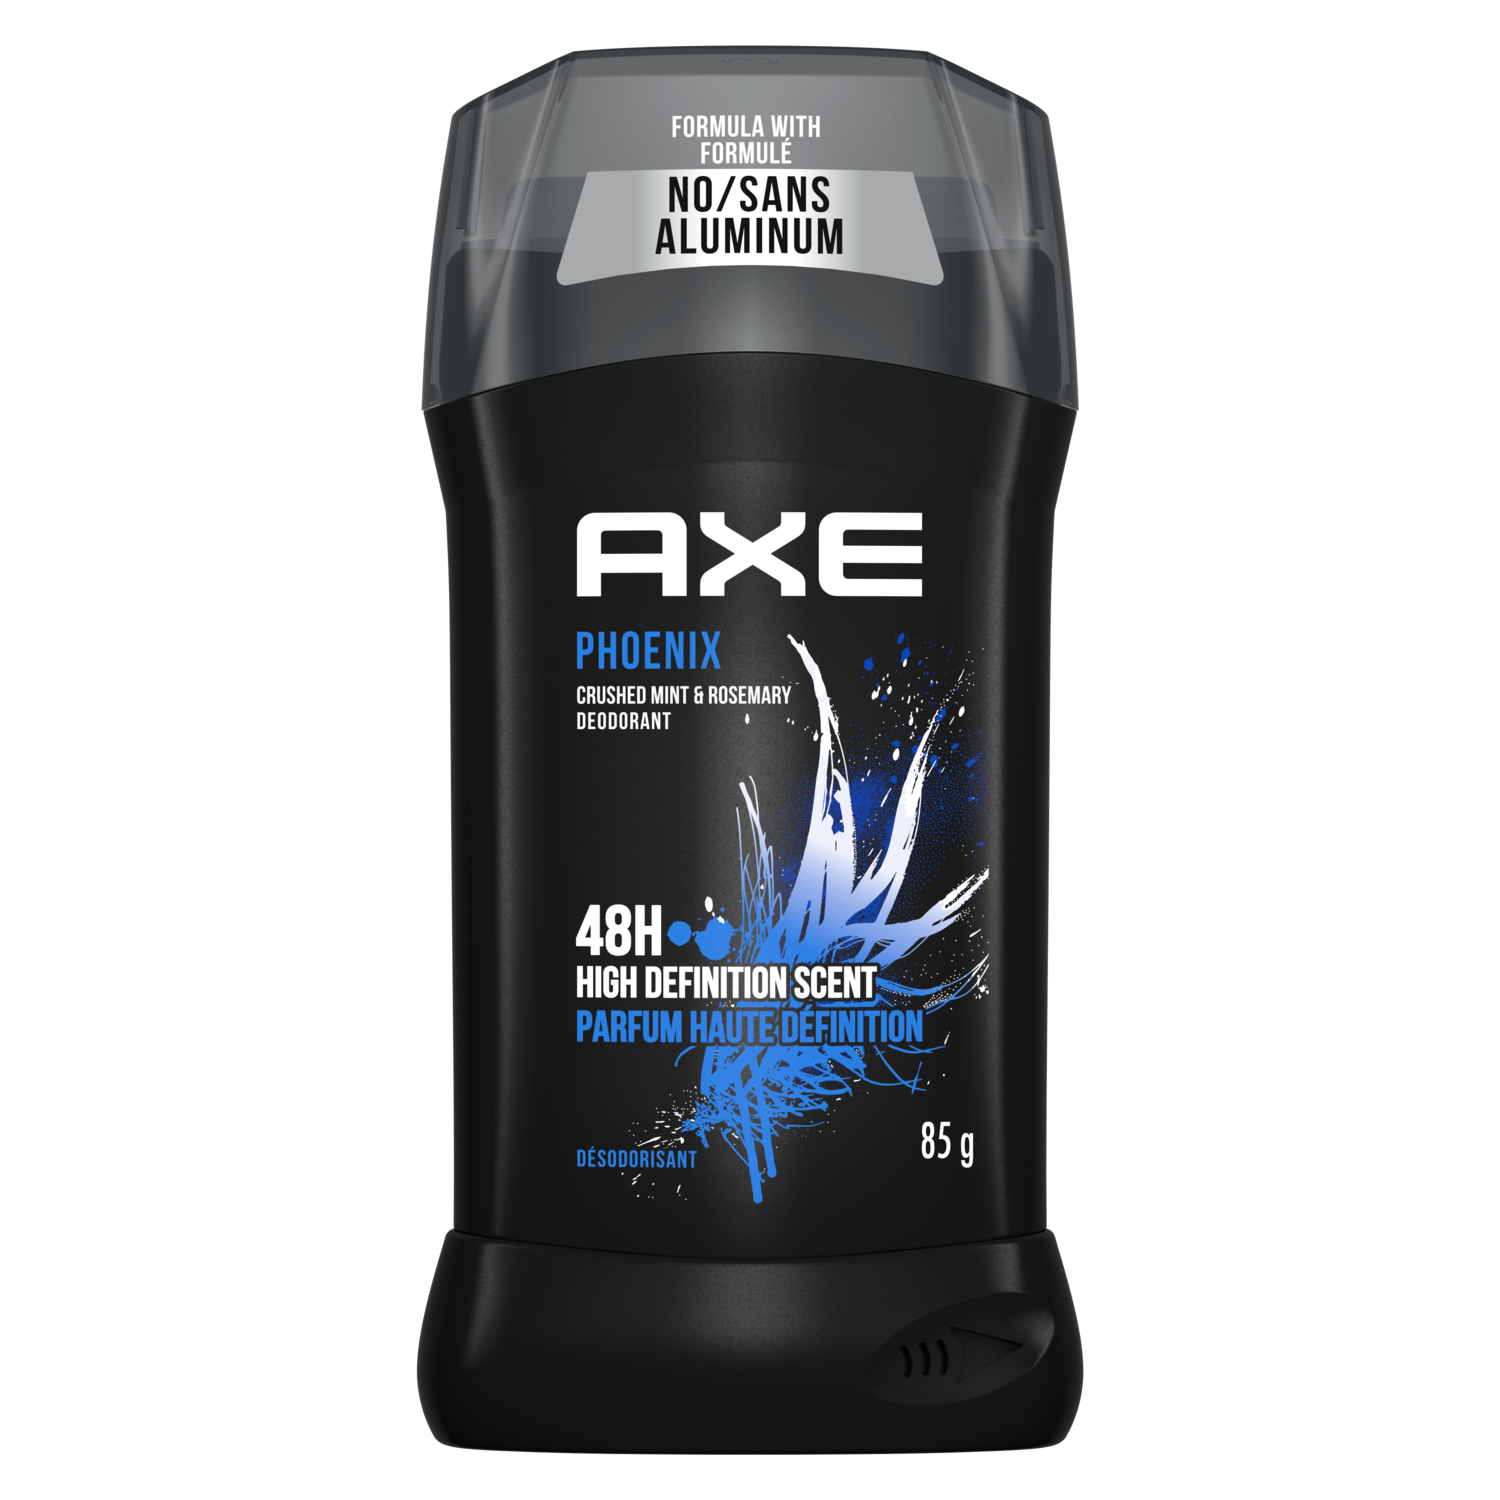 FORMULA WITH
FORMULÉ
NO/SANS
ALUMINUM
AXE
PHOENIX
CRUSHED MINT & ROSEMARY
DEODORANT
48H
HIGH DEFINITION SCENT
PARFUM HAUTE DÉFINITION
85 g
DÉSODORISANT